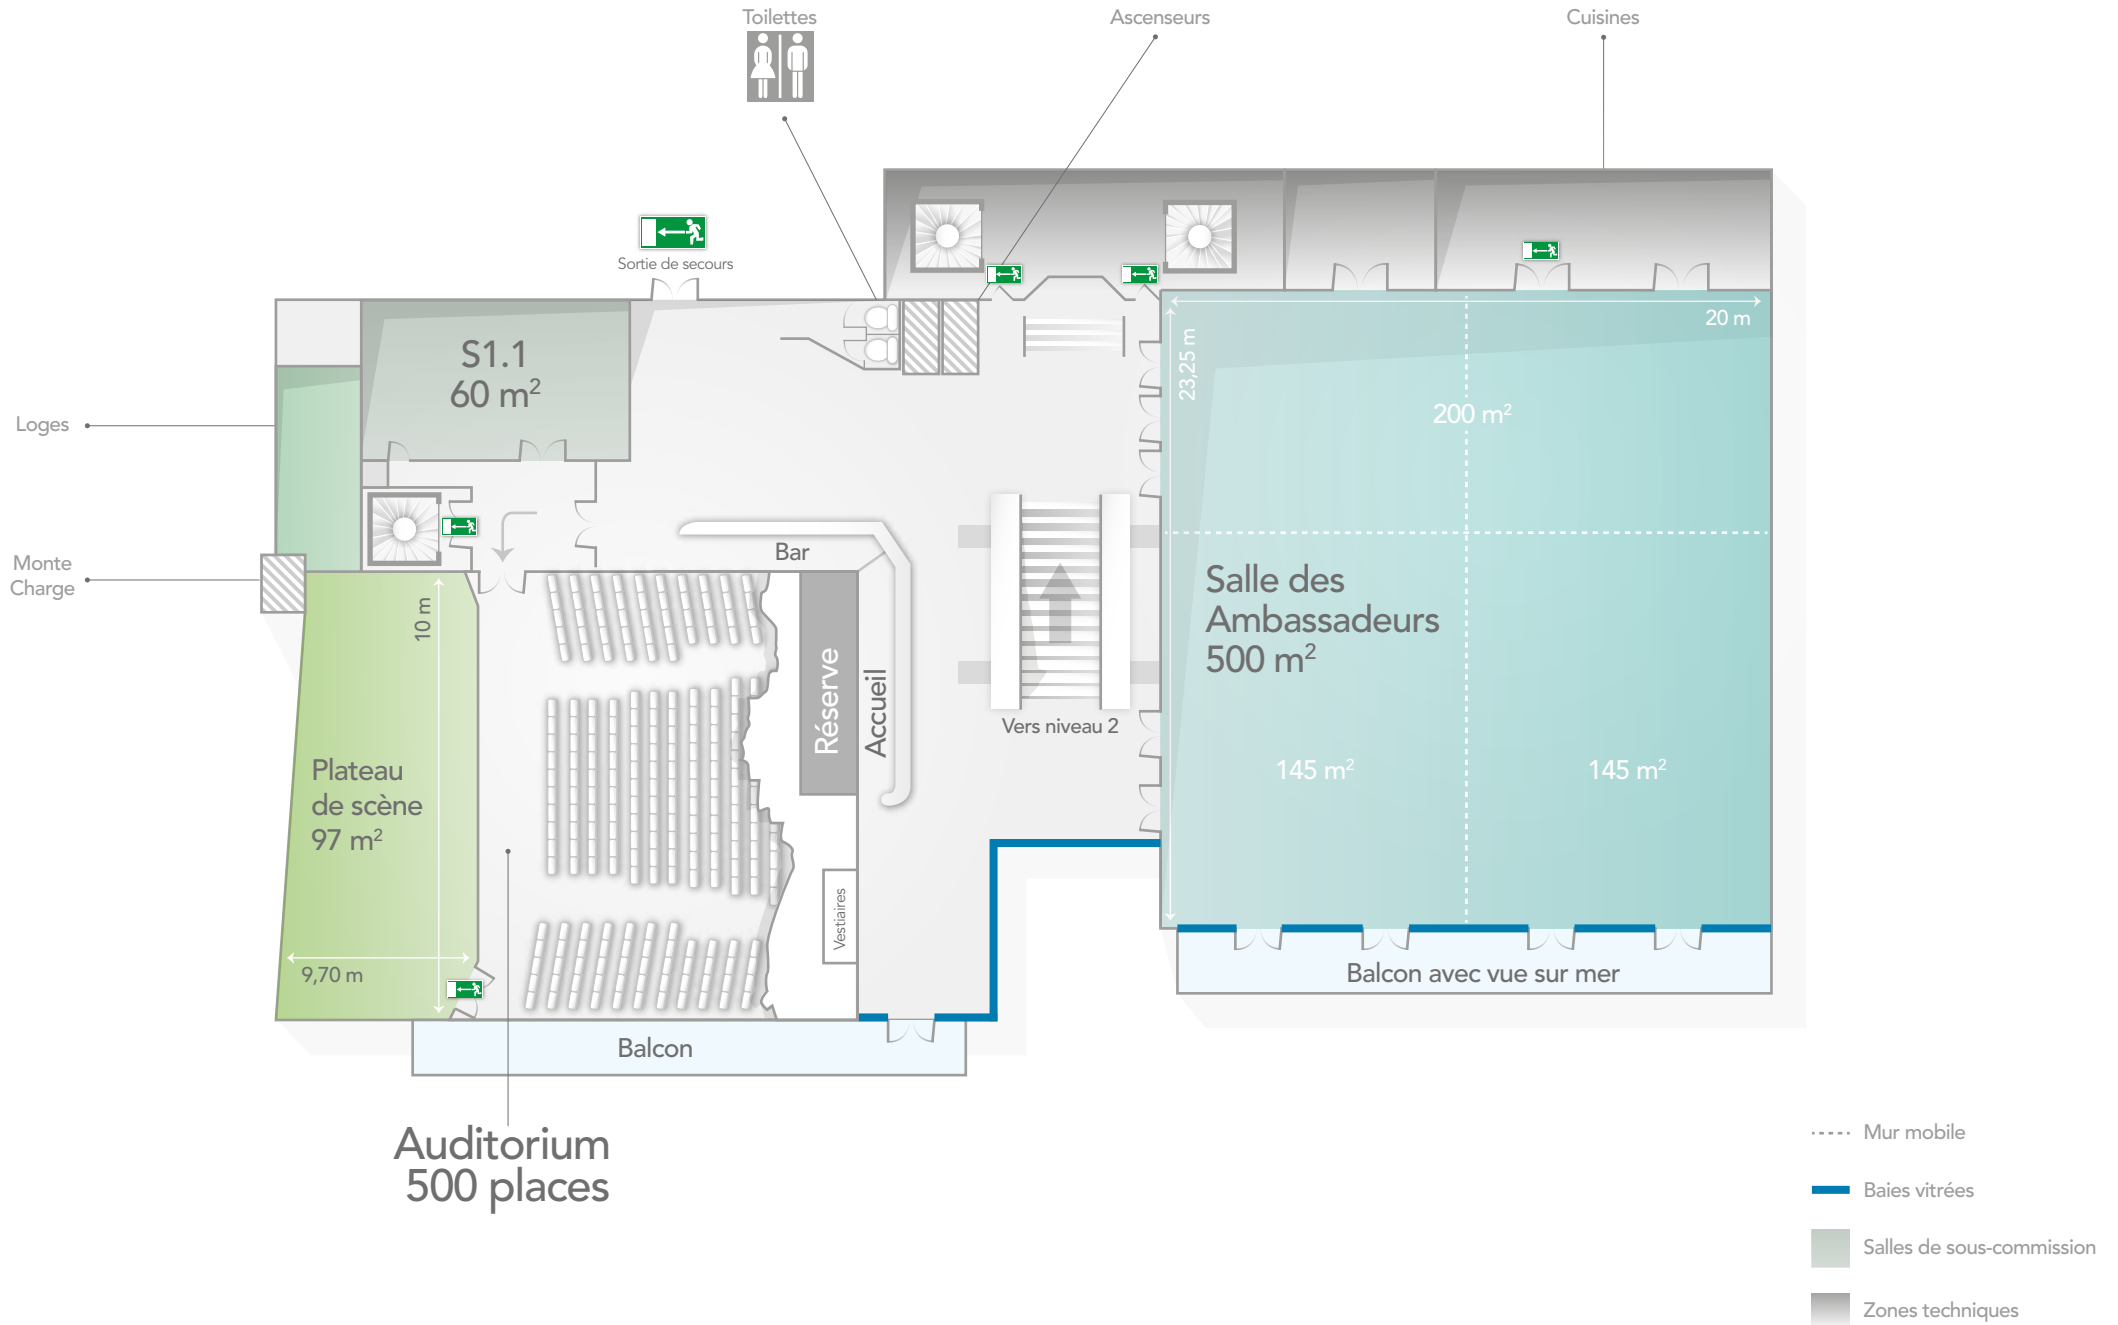 Toilettes
Ascenseurs
Cuisines
Sortie de secours
S1.1
60 m²
20 m
23,25 m
200 m²
Loges
Monte
Charge
Bar
10 m
Réserve
Accueil
Salle des
Ambassadeurs
500 m²
Vers niveau 2
Plateau
de scène
97 m²
145 m²
145 m²
Vestiaires
9,70 m
Balcon avec vue sur mer
Balcon
Auditorium
500 places
Mur mobile
Baies vitrées
Salles de sous-commission
Zones techniques